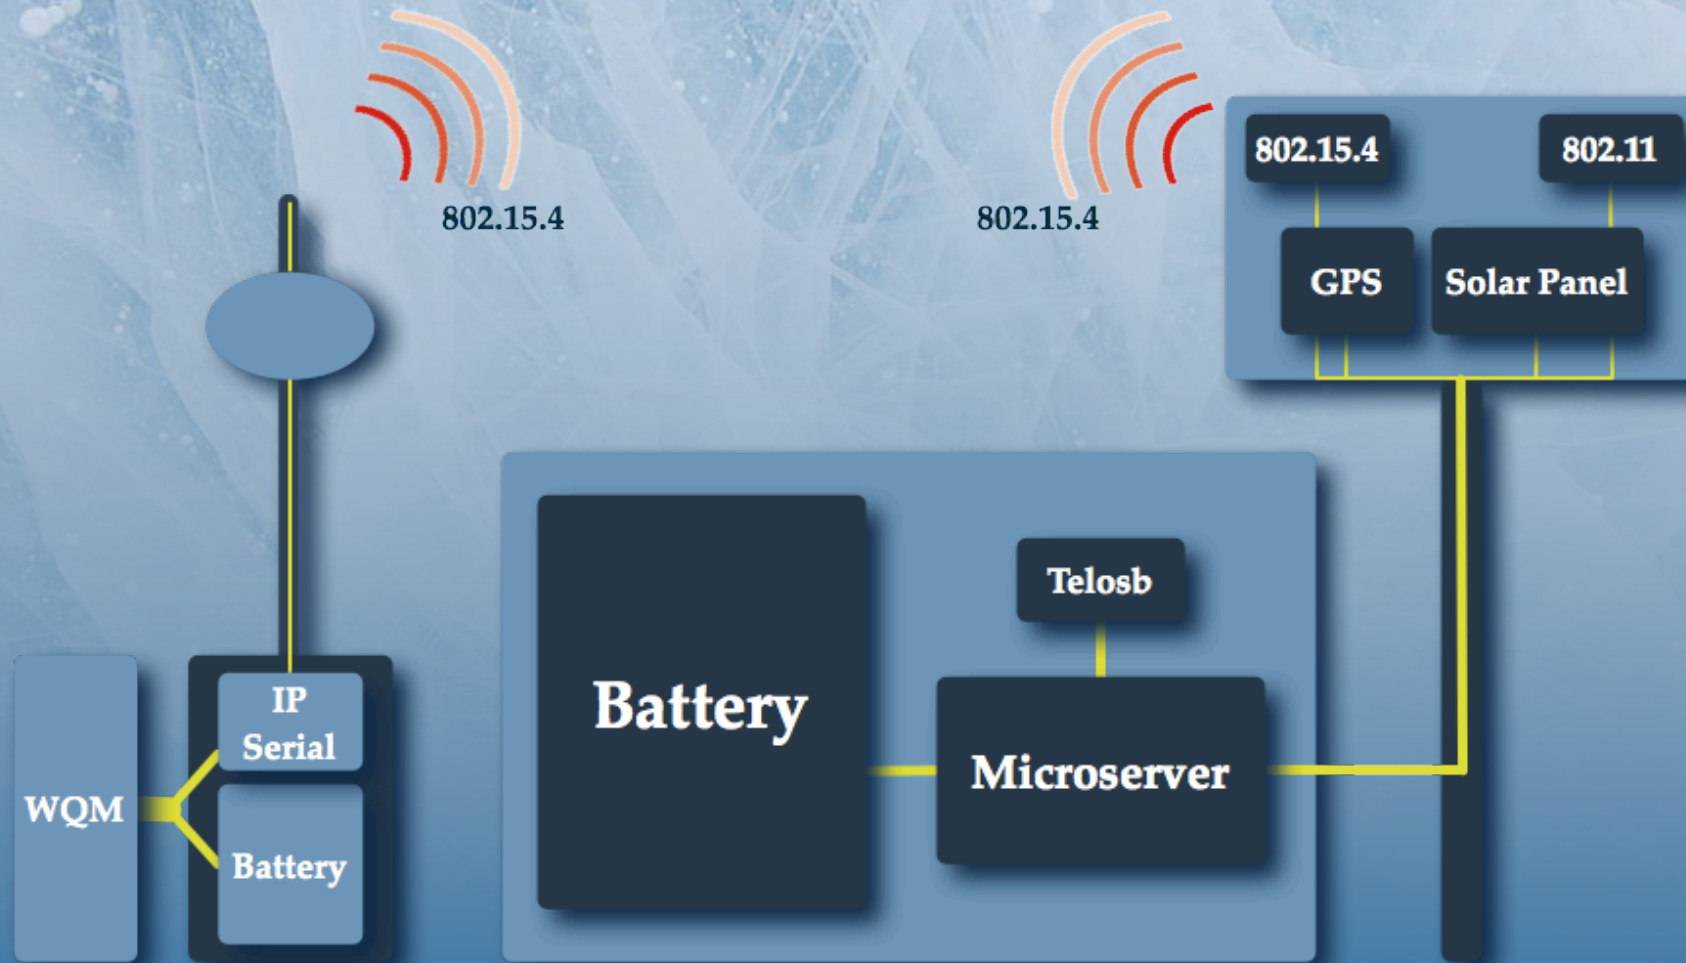 802.15.4
802.15.4
802.15.4
802.11
GPS
Solar Panel
Telosb
Battery
Microserver
IP
Serial
WQM
Battery